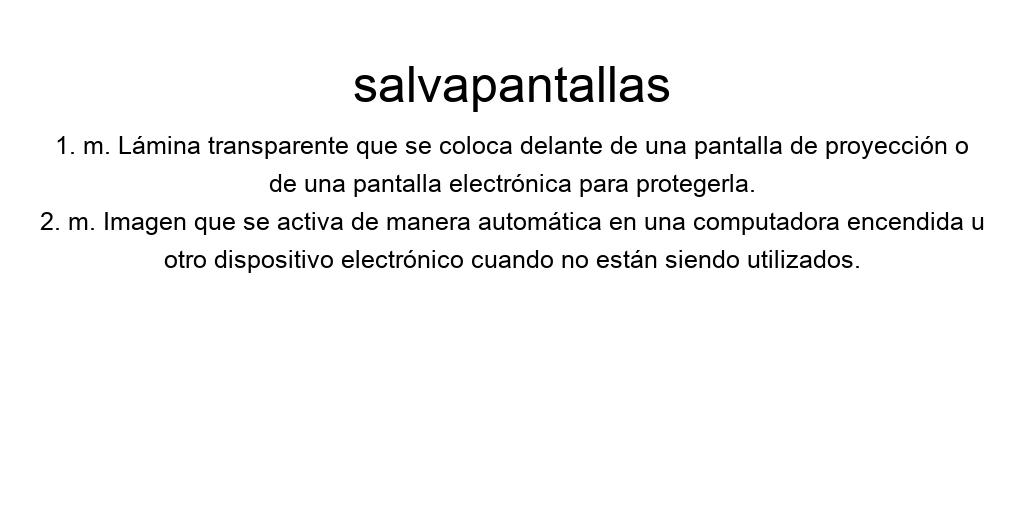 salvapantallas
1. m. Lámina transparente que se coloca delante de una pantalla de proyección o
de una pantalla electrónica para protegerla.
2. m. Imagen que se activa de manera automática en una computadora encendida u
otro dispositivo electrónico cuando no están siendo utilizados.